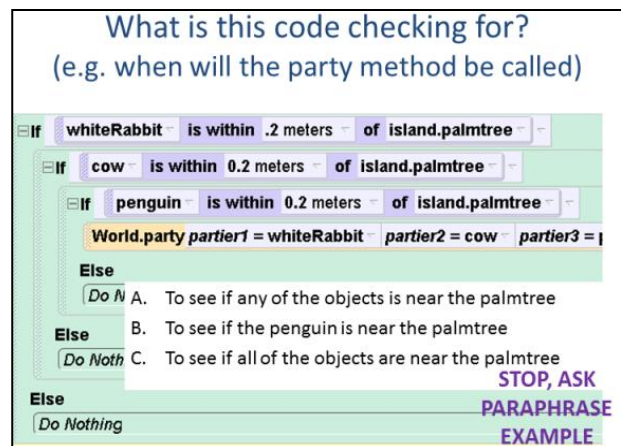 What is this code checking for?
(e.g. when will the party method be called)
If whiteRabbit is within .2 meters of island.palmtree
If cow is within 0.2 meters of island.palmtree
If penguin is within 0.2 meters of island.palmtree
World.party partier1 = whiteRabbit partier2 = cow partier3 =
Else
Do
A. To see if any of the objects is near the palmtree
B. To see if the penguin is near the palmtree
Else
Do
C. To see if all of the objects are near the palmtree
STOP, ASK
Else
PARAPHRASE
Do Nothing
EXAMPLE